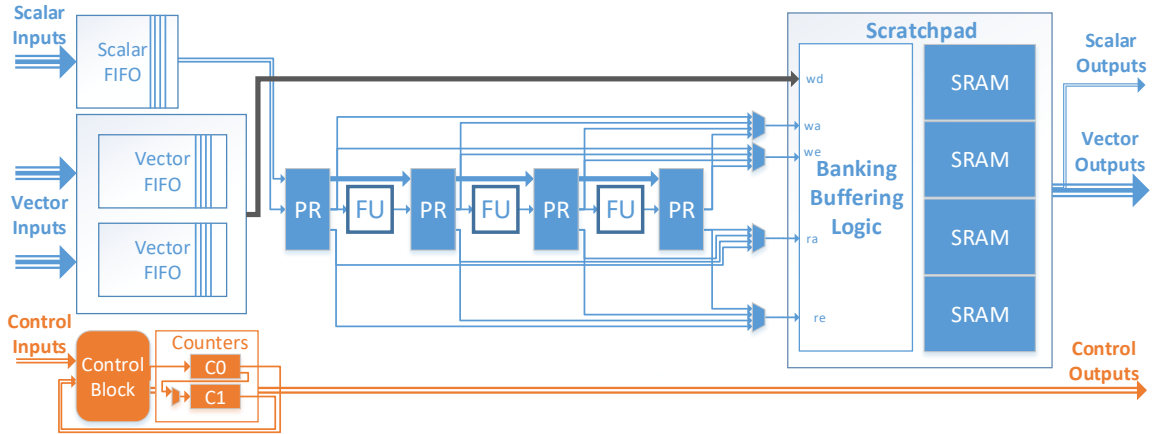 Scalar
Inputs
Scalar
FIFO
Vector
Inputs
Vector
FIFO
Vector
FIFO
PR
FU
PR
FU
PR
FU
PR
Scratchpad
wd
wa
we
ra
re
Banking
Buffering
Logic
SRAM
SRAM
SRAM
SRAM
Scalar
Outputs
Vector
Outputs
Control
Inputs
Control
Block
Counters
C0
C1
Control
Outputs